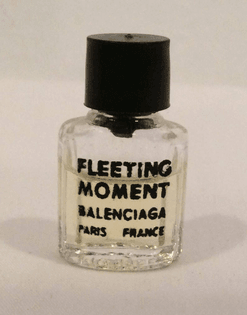 FLEETING
MOMENT
BALENCIAGA
PARIS FRANCE